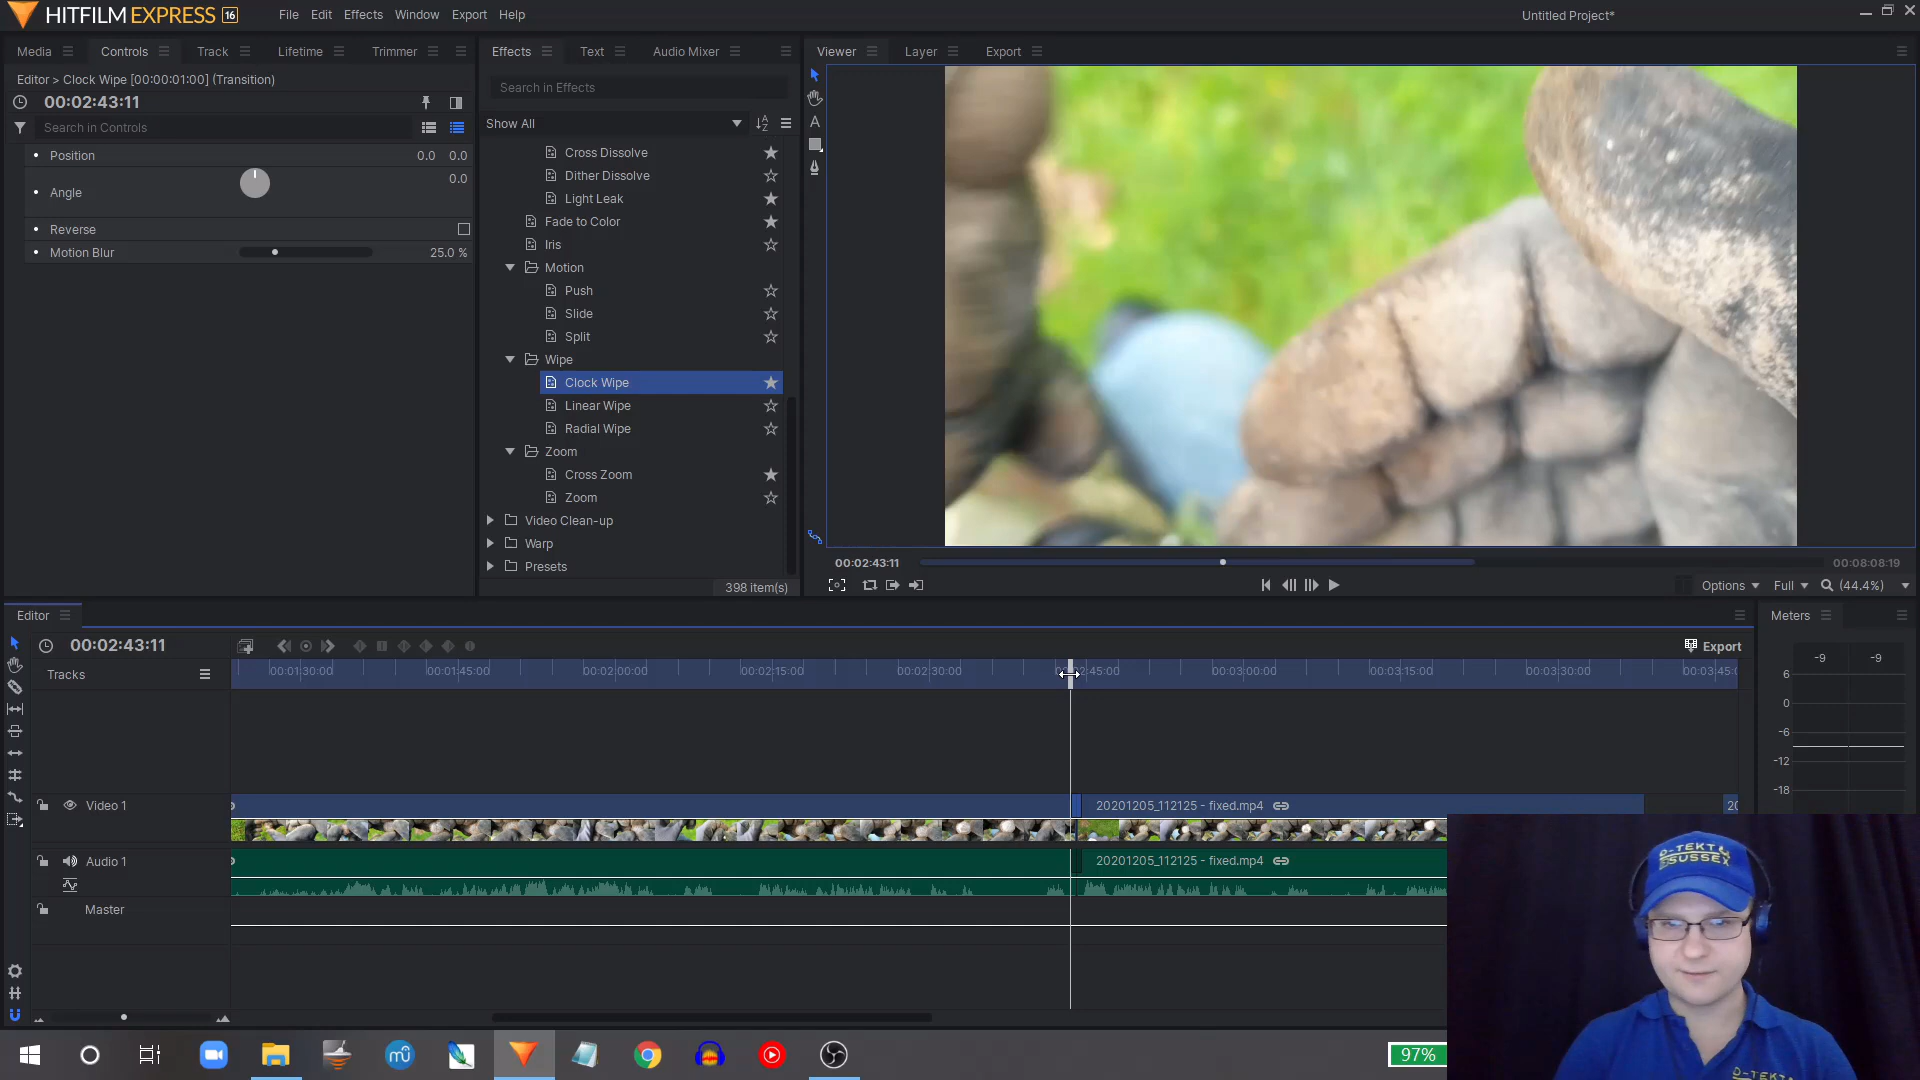 HITFILM EXPRESS 16
File Edit Effects Window Export Help
Untitled Project*
Media Controls Track Lifetime Trimmer
Editor > Clock Wipe [00:00:01:00] (Transition)
00:02:43:11
Search in Controls
Position 0.0 0.0
Angle 0.0
Reverse
Motion Blur 25.0 %
Effects Text Audio Mixer
Search in Effects
Show All
Cross Dissolve
Dither Dissolve
Light Leak
Fade to Color
Iris
Motion
Push
Slide
Split
Wipe
Clock Wipe
Linear Wipe
Radial Wipe
Zoom
Cross Zoom
Zoom
Video Clean-up
Warp
Presets
398 item(s)
Viewer Layer Export
00:02:43:11
00:08:08:19
Options Full (44.4%)
Editor
00:02:43:11
Export
Tracks
00:01:30:00 00:01:45:00 00:02:00:00 00:02:15:00 00:02:30:00 2:45:00 00:03:00:00 00:03:15:00 00:03:30:00 00:03:45:0
Video 1
20201205_112125 - fixed.mp4
20
Audio 1
20201205_112125 - fixed.mp4
Master
Meters
-9 -9
6
0
-6
-12
-18
97%
D-TEKT
SUSSEX
D-TEKT